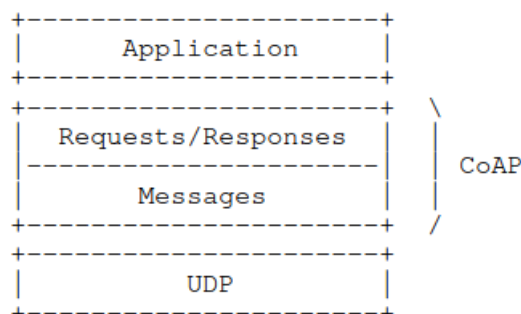 Application
Requests/Responses
CoAP
Messages
UDP